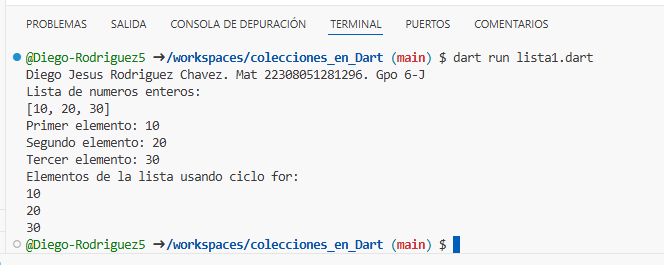 PROBLEMAS SALIDA CONSOLA DE DEPURACIÓN TERMINAL PUERTOS COMENTARIOS
@Diego-Rodriguez5 ➜/workspaces/colecciones_en_Dart (main) $ dart run lista1.dart
Diego Jesus Rodriguez Chavez. Mat 22308051281296. Gpo 6-J
Lista de numeros enteros:
[10, 20, 30]
Primer elemento: 10
Segundo elemento: 20
Tercer elemento: 30
Elementos de la lista usando ciclo for:
10
20
30
@Diego-Rodriguez5 ➜/workspaces/colecciones_en_Dart (main) $